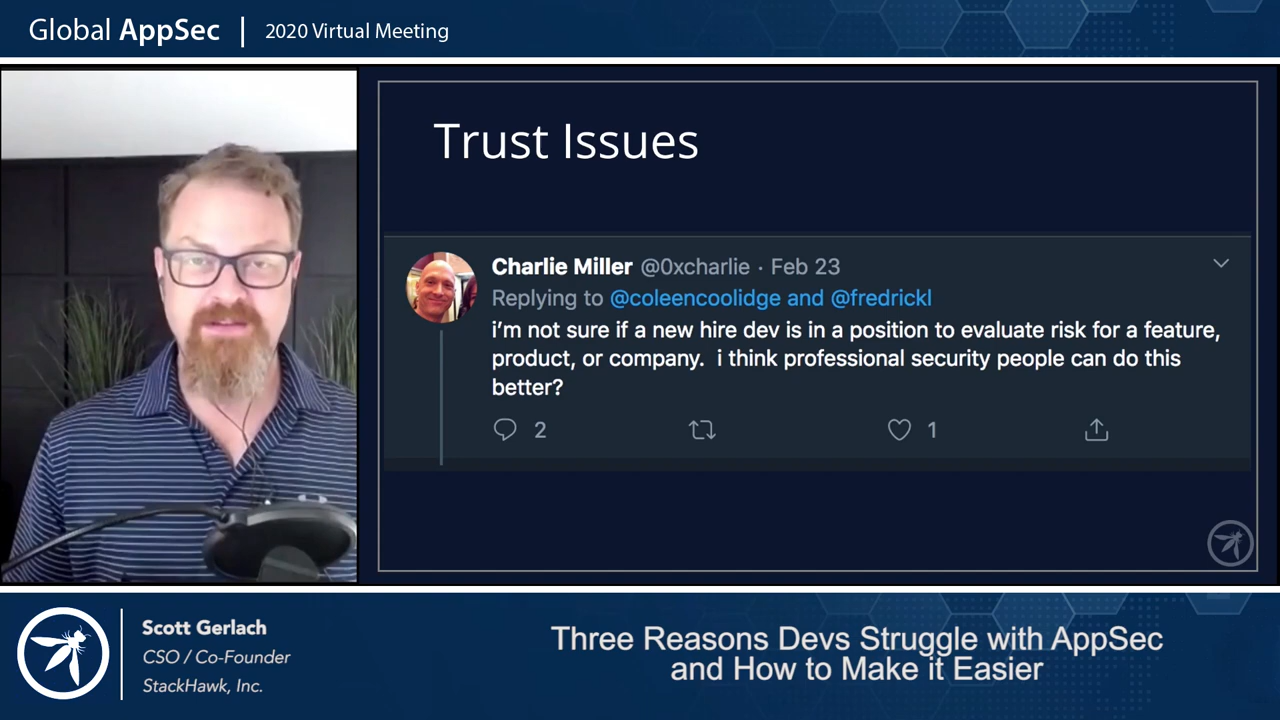 Global AppSec | 2020 Virtual Meeting
Trust Issues
Charlie Miller @0xcharlie · Feb 23
Replying to @coleencoolidge and @fredrickl
i'm not sure if a new hire dev is in a position to evaluate risk for a feature,
product, or company.  i think professional security people can do this
better?
2
1
Scott Gerlach
CSO / Co-Founder
StackHawk, Inc.
Three Reasons Devs Struggle with AppSec
and How to Make it Easier